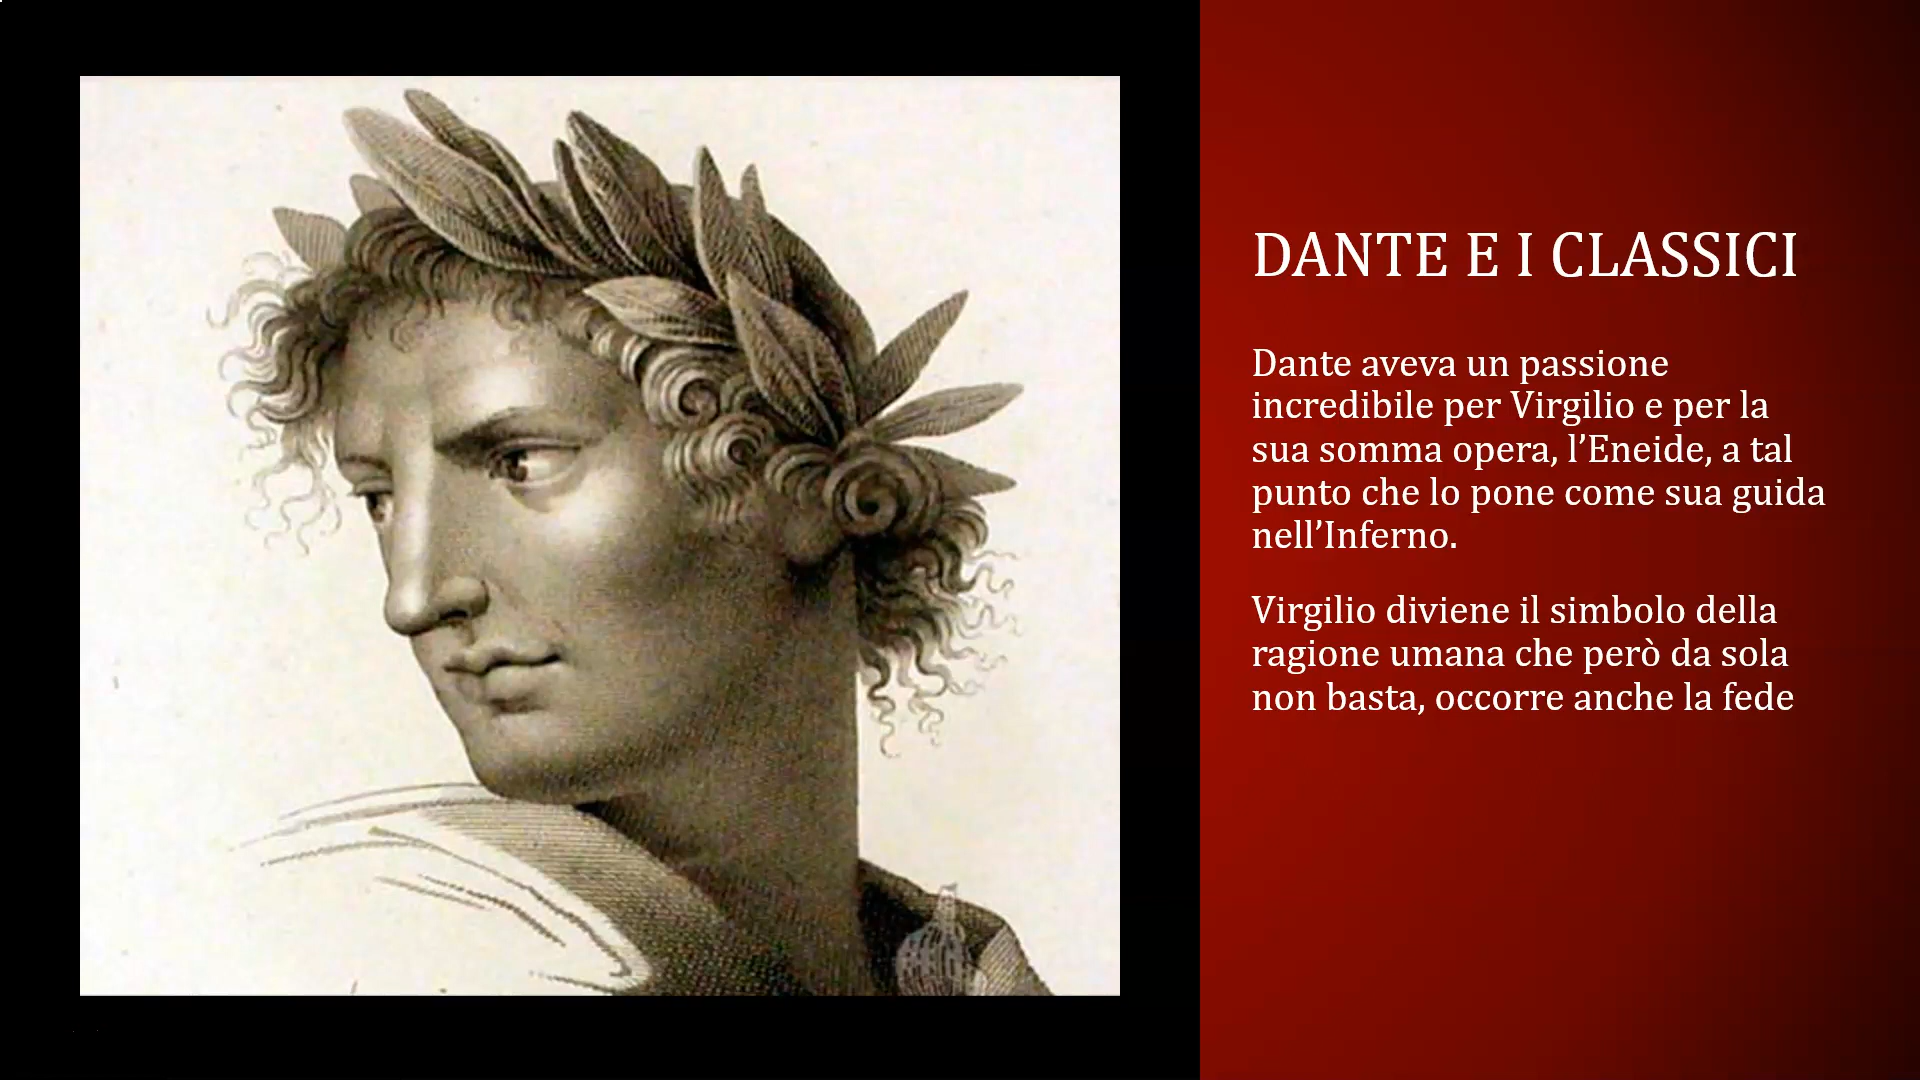 DANTE E I CLASSICI
Dante aveva un passione
incredibile per Virgilio e per la
sua somma opera, l’Eneide, a tal
punto che lo pone come sua guida
nell’Inferno.
Virgilio diviene il simbolo della
ragione umana che però da sola
non basta, occorre anche la fede